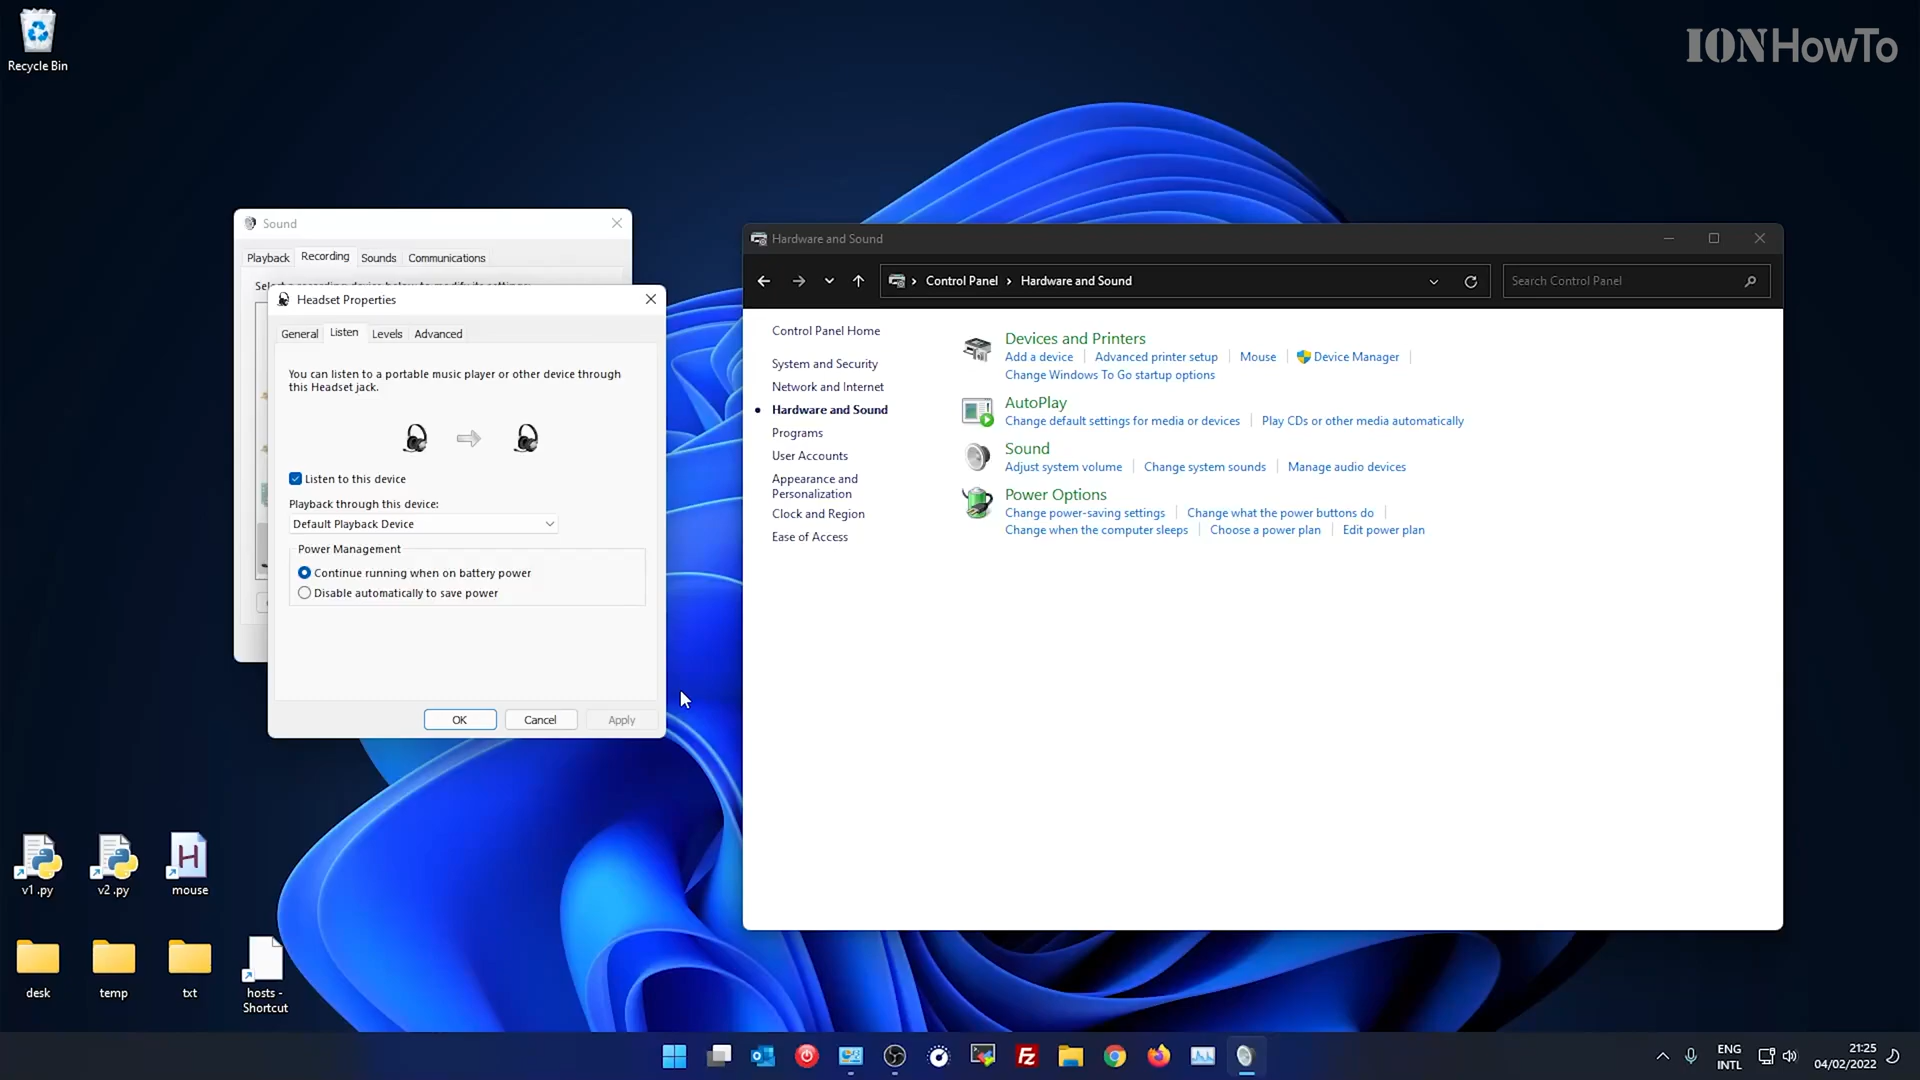 Recycle Bin
IONHowTo
Sound
Playback
Recording
Sounds
Communications
Headset Properties
General
Listen
Levels
Advanced
You can listen to a portable music player or other device through
this Headset jack.
Listen to this device
Playback through this device:
Default Playback Device
Power Management
Continue running when on battery power
Disable automatically to save power
OK
Cancel
Apply
Hardware and Sound
Control Panel
Hardware and Sound
Search Control Panel
Control Panel Home
System and Security
Network and Internet
Hardware and Sound
Programs
User Accounts
Appearance and
Personalization
Clock and Region
Ease of Access
Devices and Printers
Add a device
Advanced printer setup
Mouse
Device Manager
Change Windows To Go startup options
AutoPlay
Change default settings for media or devices
Play CDs or other media automatically
Sound
Adjust system volume
Change system sounds
Manage audio devices
Power Options
Change power-saving settings
Change what the power buttons do
Change when the computer sleeps
Choose a power plan
Edit power plan
v1 .py
v2 .py
mouse
H
desk
temp
txt
hosts -
Shortcut
Fz
ENG
INTL
21:25
04/02/2022